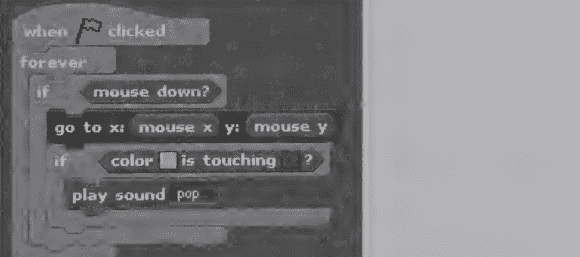 when clicked
forever
if mouse down?
go to x: mouse x y: mouse y
if color is touching ?
play sound pop